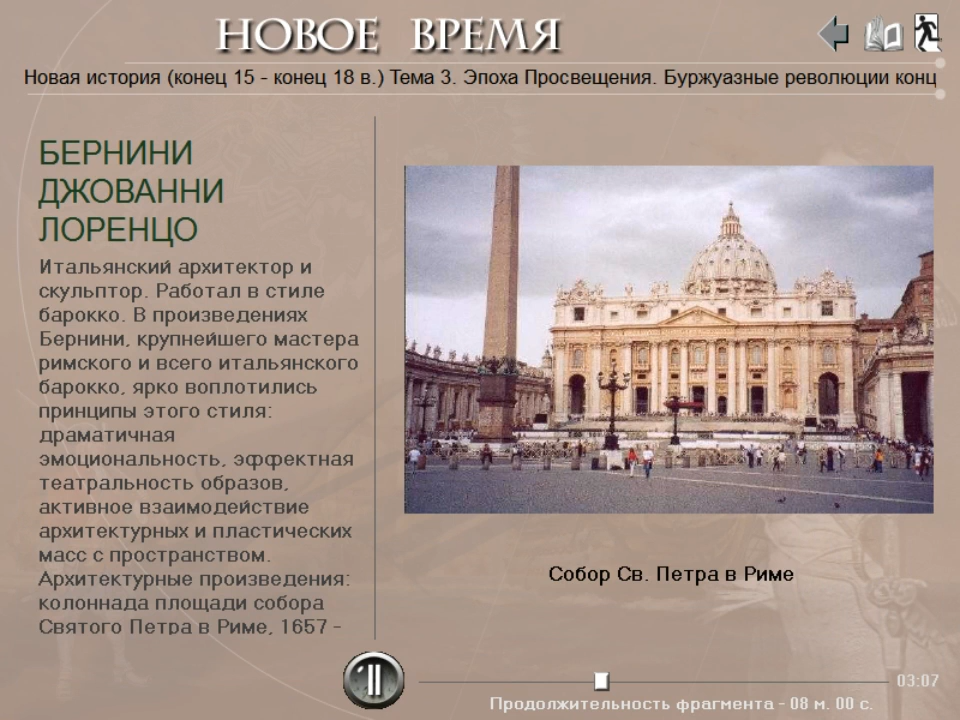 НОВОЕ ВРЕМЯ
Новая история (конец 15 - конец 18 в.) Тема 3. Эпоха Просвещения. Буржуазные революции конц
БЕРНИНИ
ДЖОВАННИ
ЛОРЕНЦО
Итальянский архитектор и
скульптор. Работал в стиле
барокко. В произведениях
Бернини, крупнейшего мастера
римского и всего итальянского
барокко, ярко воплотились
принципы этого стиля:
драматичная
эмоциональность, эффектная
театральность образов,
активное взаимодействие
архитектурных и пластических
масс с пространством.
Архитектурные произведения:
колоннада площади собора
Святого Петра в Риме, 1657 -
Собор Св. Петра в Риме
03:07
Продолжительность фрагмента - 08 м. 00 с.